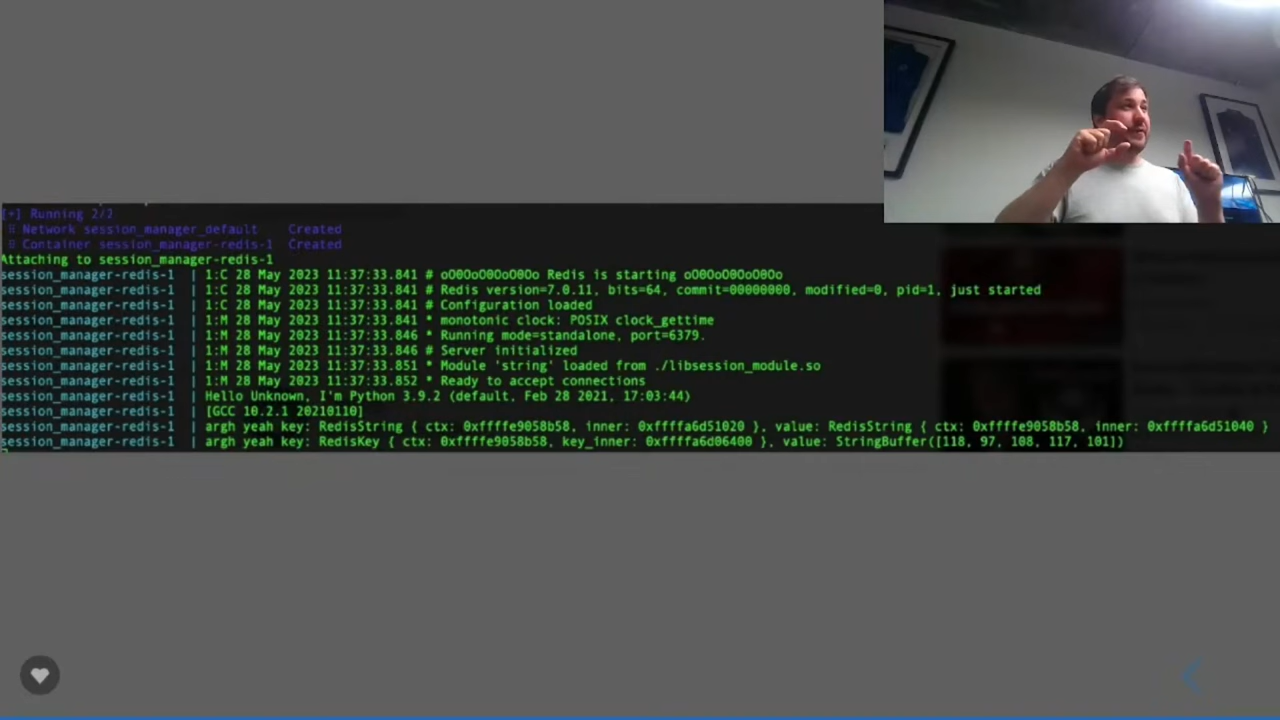 [+] Running 2/2
Network session_manager_default Created
Container session_manager-redis-1 Created
Attaching to session_manager-redis-1
session_manager-redis-1 | 1:C 28 May 2023 11:37:33.841 # oO0OoO0OoO0Oo Redis is starting oO0OoO0OoO0Oo
session_manager-redis-1 | 1:C 28 May 2023 11:37:33.841 # Redis version=7.0.11, bits=64, commit=00000000, modified=0, pid=1, just started
session_manager-redis-1 | 1:C 28 May 2023 11:37:33.841 # Configuration loaded
session_manager-redis-1 | 1:M 28 May 2023 11:37:33.841 * monotonic clock: POSIX clock_gettime
session_manager-redis-1 | 1:M 28 May 2023 11:37:33.846 * Running mode=standalone, port=6379.
session_manager-redis-1 | 1:M 28 May 2023 11:37:33.846 # Server initialized
session_manager-redis-1 | 1:M 28 May 2023 11:37:33.851 * Module 'string' loaded from ./libsession_module.so
session_manager-redis-1 | 1:M 28 May 2023 11:37:33.852 * Ready to accept connections
session_manager-redis-1 | Hello Unknown, I'm Python 3.9.2 (default, Feb 28 2021, 17:03:44)
session_manager-redis-1 | [GCC 10.2.1 20210110]
session_manager-redis-1 | argh yeah key: RedisString { ctx: 0xffffe9058b58, inner: 0xffffa6d51020 }, value: RedisString { ctx: 0xffffe9058b58, inner: 0xffffa6d51040 }
session_manager-redis-1 | argh yeah key: RedisKey { ctx: 0xffffe9058b58, key_inner: 0xffffa6d06400 }, value: StringBuffer([118, 97, 108, 117, 101])